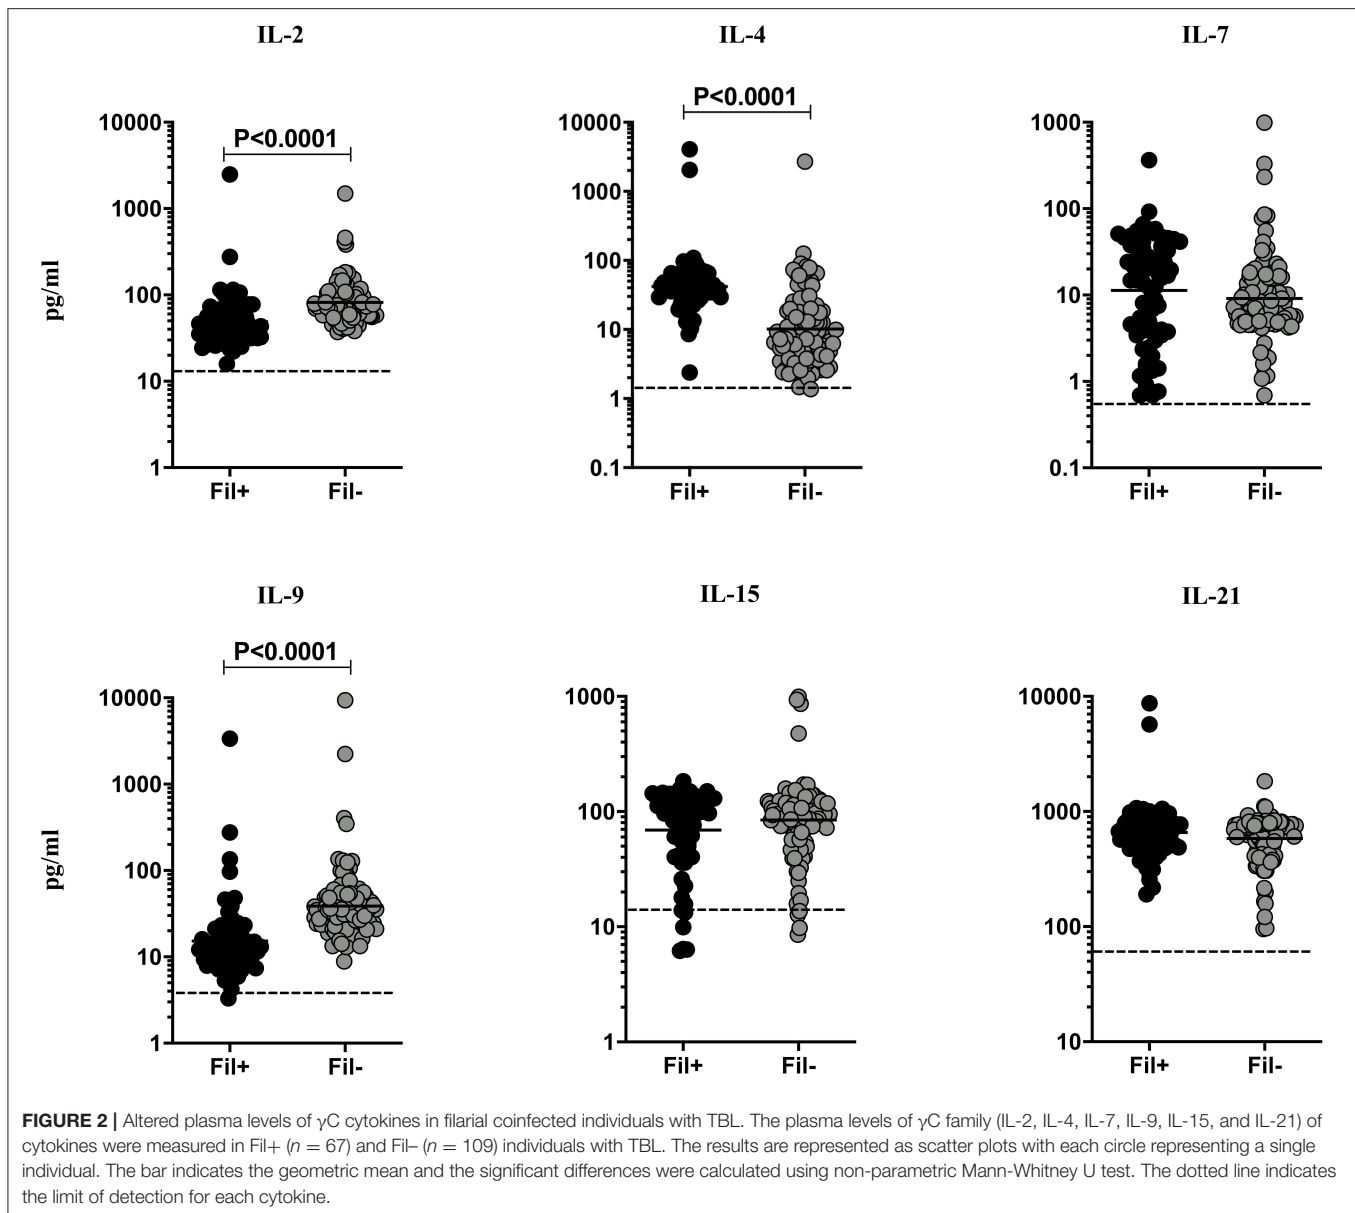 IL-2
IL-4
IL-7
P<0.0001
P<0.0001
pg/ml
10000
1000
100
10
1
Fil+
Fil-
10000
1000
100
10
1
0.1
Fil+
Fil-
1000
100
10
1
0.1
Fil+
Fil-
IL-9
IL-15
IL-21
P<0.0001
pg/ml
10000
1000
100
10
1
Fil+
Fil-
1000
100
10
1
Fil+
Fil-
10000
1000
100
10
Fil+
Fil-
FIGURE 2 | Altered plasma levels of γC cytokines in filarial coinfected individuals with TBL. The plasma levels of γC family (IL-2, IL-4, IL-7, IL-9, IL-15, and IL-21) of
cytokines were measured in Fil+ (n = 67) and Fil– (n = 109) individuals with TBL. The results are represented as scatter plots with each circle representing a single
individual. The bar indicates the geometric mean and the significant differences were calculated using non-parametric Mann-Whitney U test. The dotted line indicates
the limit of detection for each cytokine.